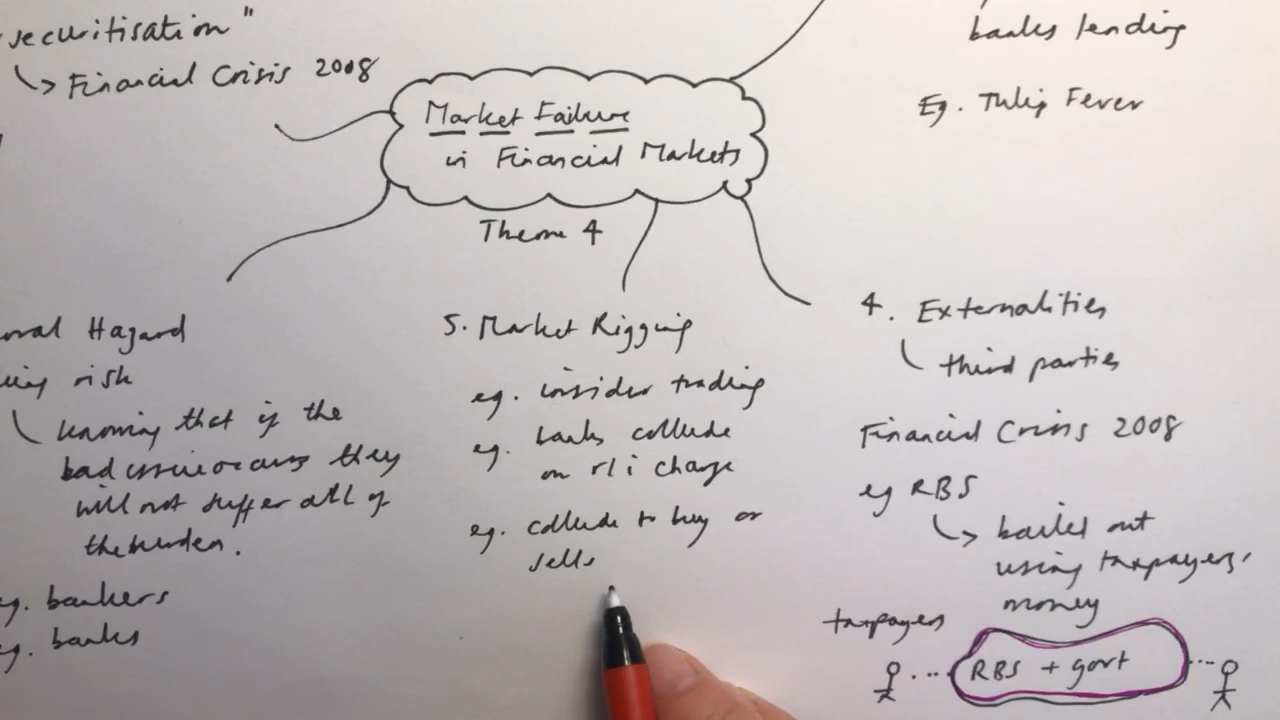 securitisation"
↳ Financial Crisis 2008
banks lending
Eg. Tulip Fever
Market Failure
in Financial Markets
Theme 4
oral Hazard
risk
knowing that if the
bad occurs they
will not suffer all of
the burden.
eg. bankers
eg. banks
5. Market Rigging
eg. insider trading
eg. banks collude
on r/i charge
eg. collude to buy or
sells
4. Externalities
third parties
Financial Crisis 2008
eg RBS
↳ bailed out
using taxpayers'
money
taxpayers
RBS + govt